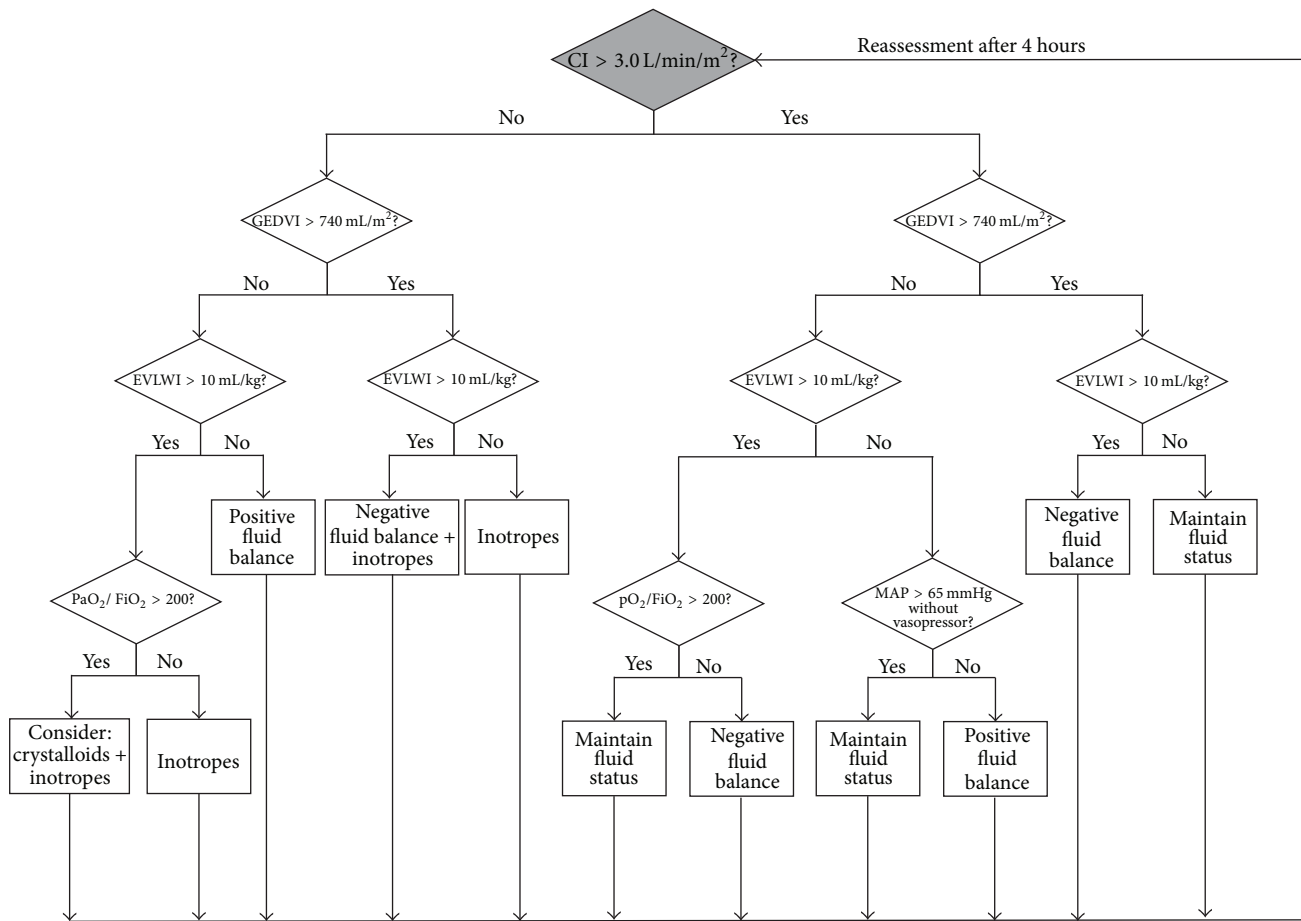 CI > 3.0 L/min/m²?
Reassessment after 4 hours
No
Yes
GEDVI > 740 mL/m²?
GEDVI > 740 mL/m²?
No
Yes
No
Yes
EVLWI > 10 mL/kg?
EVLWI > 10 mL/kg?
EVLWI > 10 mL/kg?
EVLWI > 10 mL/kg?
Yes
No
Yes
No
Yes
No
Yes
No
Positive
fluid
balance
Negative
fluid balance +
inotropes
Inotropes
Negative
fluid
balance
Maintain
fluid
status
PaO₂/ FiO₂ > 200?
pO₂/FiO₂ > 200?
MAP > 65 mmHg
without
vasopressor?
Yes
No
Yes
No
Yes
No
Consider:
crystalloids +
inotropes
Inotropes
Maintain
fluid
status
Negative
fluid
balance
Maintain
fluid
status
Positive
fluid
balance